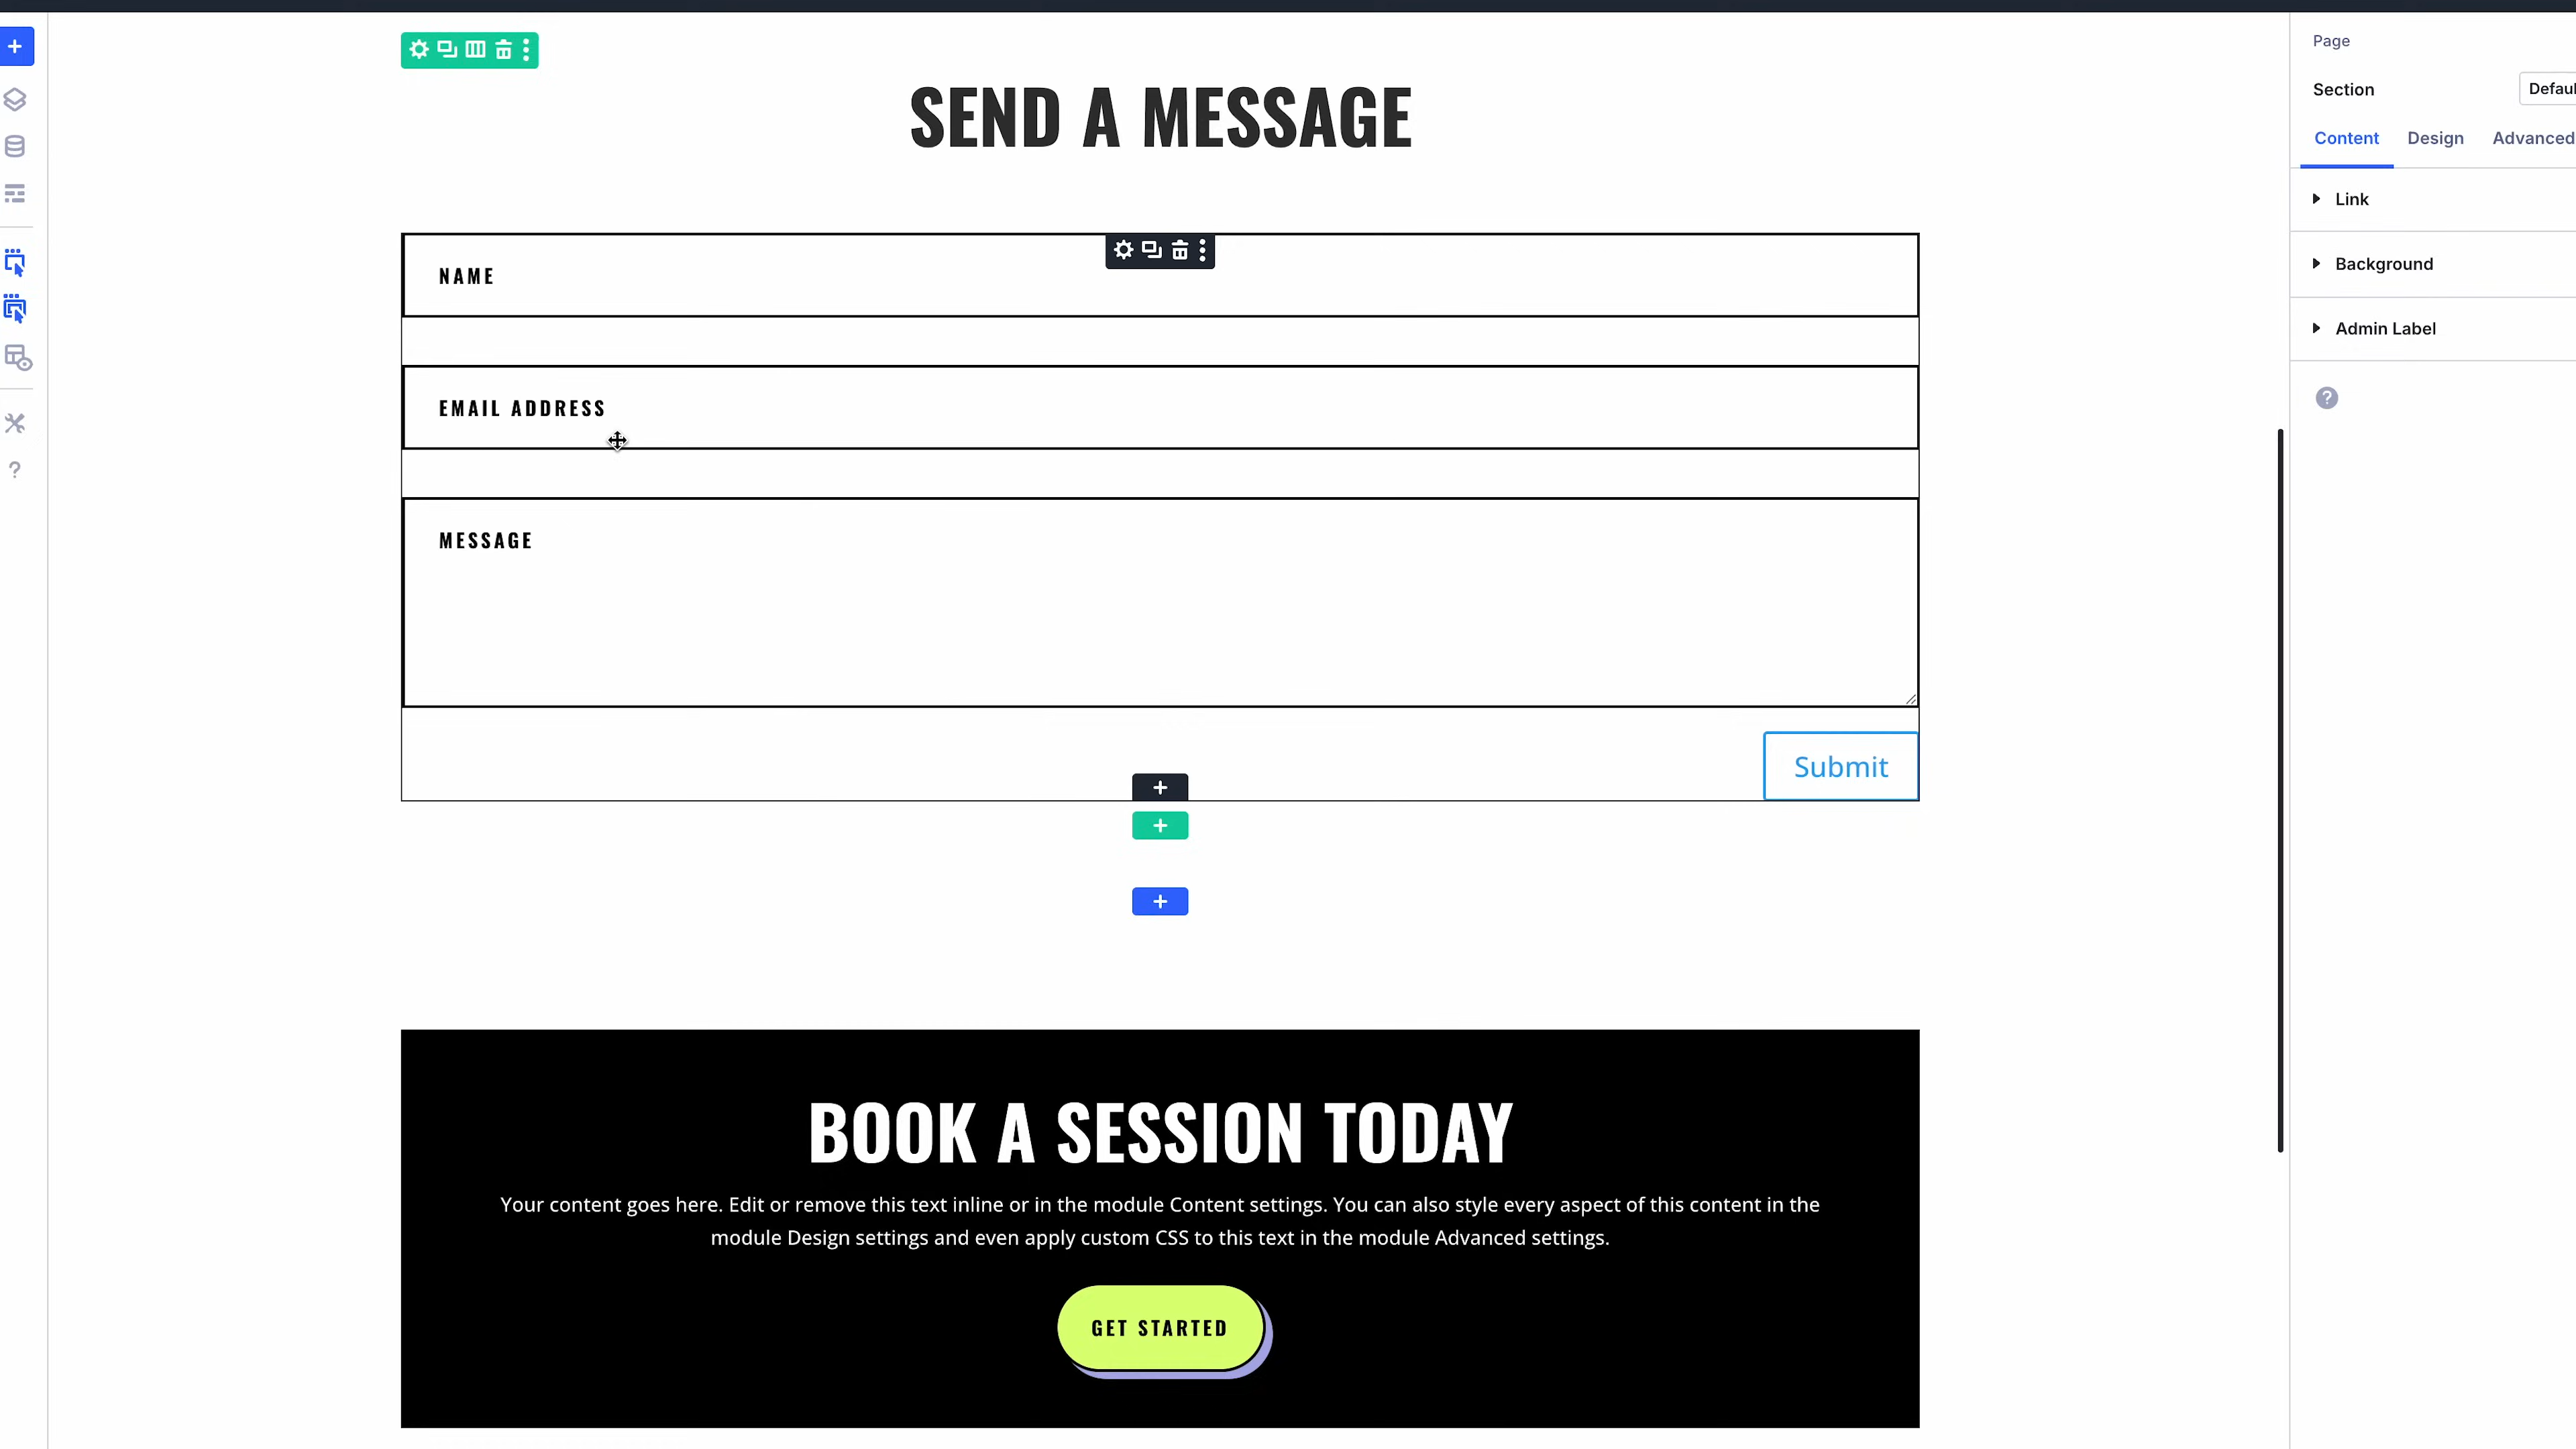 Page
Section
Defaul
Content Design Advanced
Link
Background
Admin Label
?
?
SEND A MESSAGE
NAME
EMAIL ADDRESS
MESSAGE
Submit
BOOK A SESSION TODAY
Your content goes here. Edit or remove this text inline or in the module Content settings. You can also style every aspect of this content in the
module Design settings and even apply custom CSS to this text in the module Advanced settings.
GET STARTED